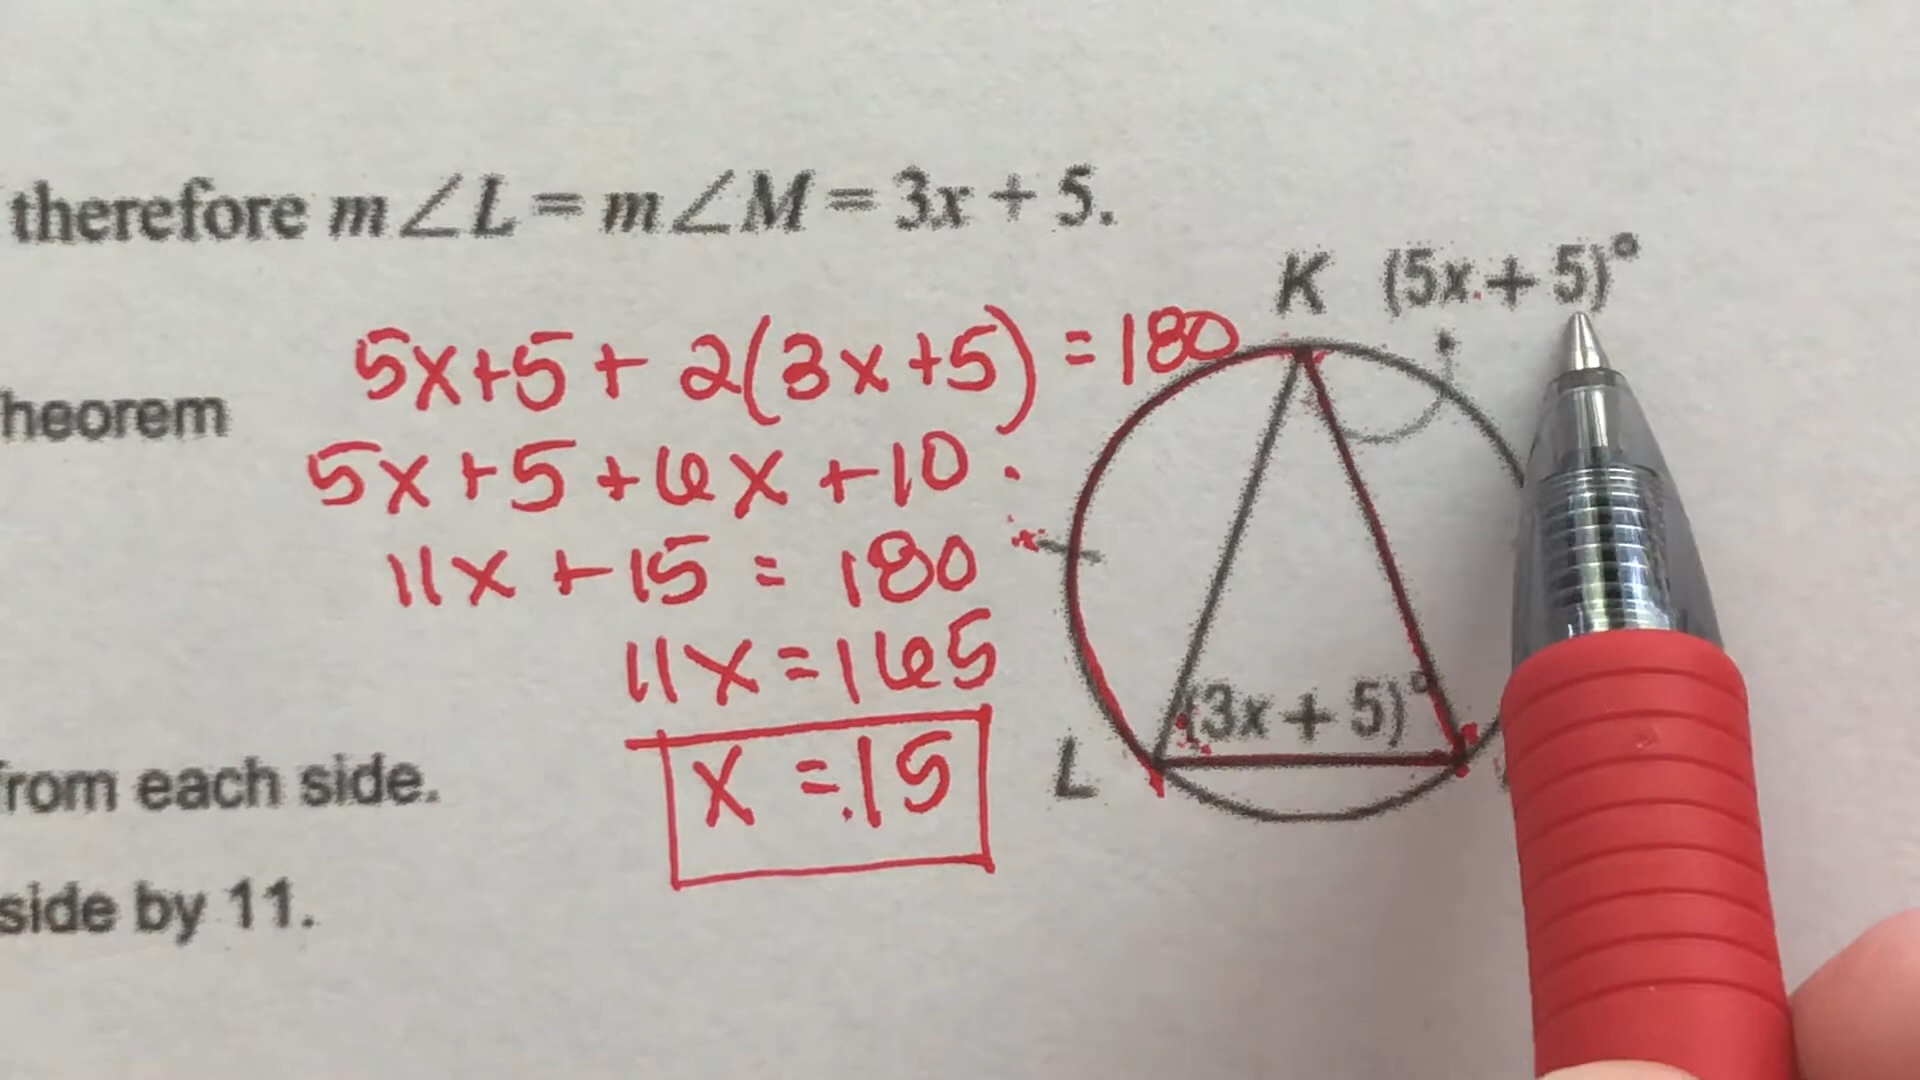 therefore m∠L = m∠M = 3x + 5.
K (5x + 5)°
5x+5 + 2(3x+5) = 180
heorem
5x+5+6x+10
11x+15 = 180
11x=165
(3x + 5)°
L
x =15
rom each side.
side by 11.